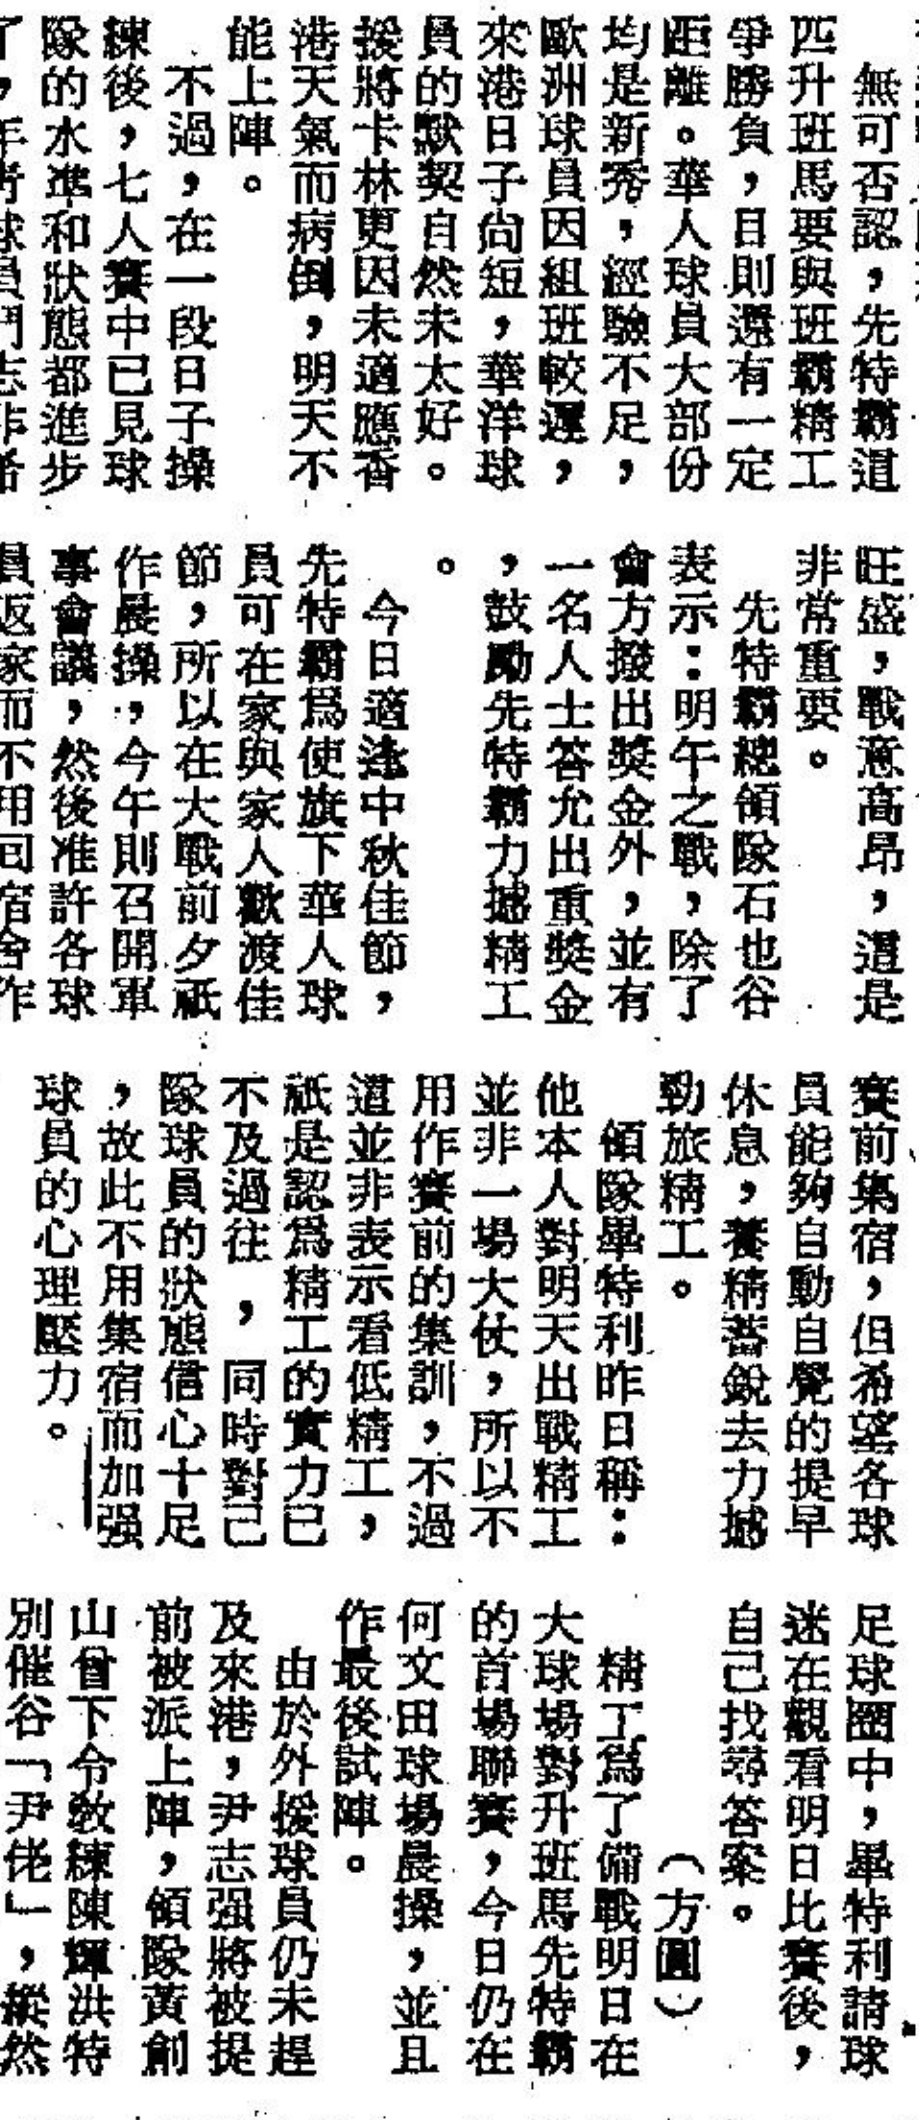 無可否認，先特霸這
匹升班馬要與班霸精工
爭勝負，目則還有一定
距離。華人球員大部份
均是新秀，經驗不足，
歐洲球員因組班較遲，
來港日子尚短，華洋球
員的默契自然未太好。
援將卡林更因未適應香
港天氣而病倒，明天不
能上陣。
不過，在一段日子操
練後，七人賽中已見球
隊的水準和狀態都進步
了，年青球員鬥志非常
旺盛，戰意高昂，這是
非常重要。
先特霸總領隊石也谷
表示：明午之戰，除了
會方撥出獎金外，並有
一名人士答允出重獎金
，鼓勵先特霸力撼精工
。
今日適逢中秋佳節，
先特霸為使旗下華人球
員可在家與家人歡渡佳
節，所以在大戰前夕祇
作晨操，今午則召開軍
事會議，然後准許各球
員返家而不用回宿舍作
賽前集宿，但希望各球
員能夠自動自覺的提早
休息，養精蓄銳去力撼
勁旅精工。
領隊畢特利昨日稱：
他本人對明天出戰精工
並非一場大仗，所以不
用作賽前的集訓，不過
這並非表示看低精工，
祇是認為精工的實力已
不及過往，同時對己
隊球員的狀態信心十足
，故此不用集宿而加强
球員的心理壓力。
足球圈中，畢特利請球
迷在觀看明日比賽後，
自己找尋答案。
（方圓）
精工為了備戰明日在
大球場對升班馬先特霸
的首場聯賽，今日仍在
何文田球場晨操，並且
作最後試陣。
由於外援球員仍未趕
及來港，尹志强將被提
前被派上陣，領隊黃創
山曾下令教練陳輝洪特
別催谷「尹佬」，縱然